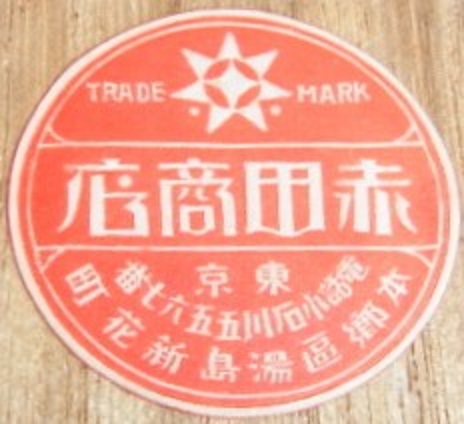 TRADE MARK
赤田商店
東京
電話小石川五五六七番
本郷區湯島新花町